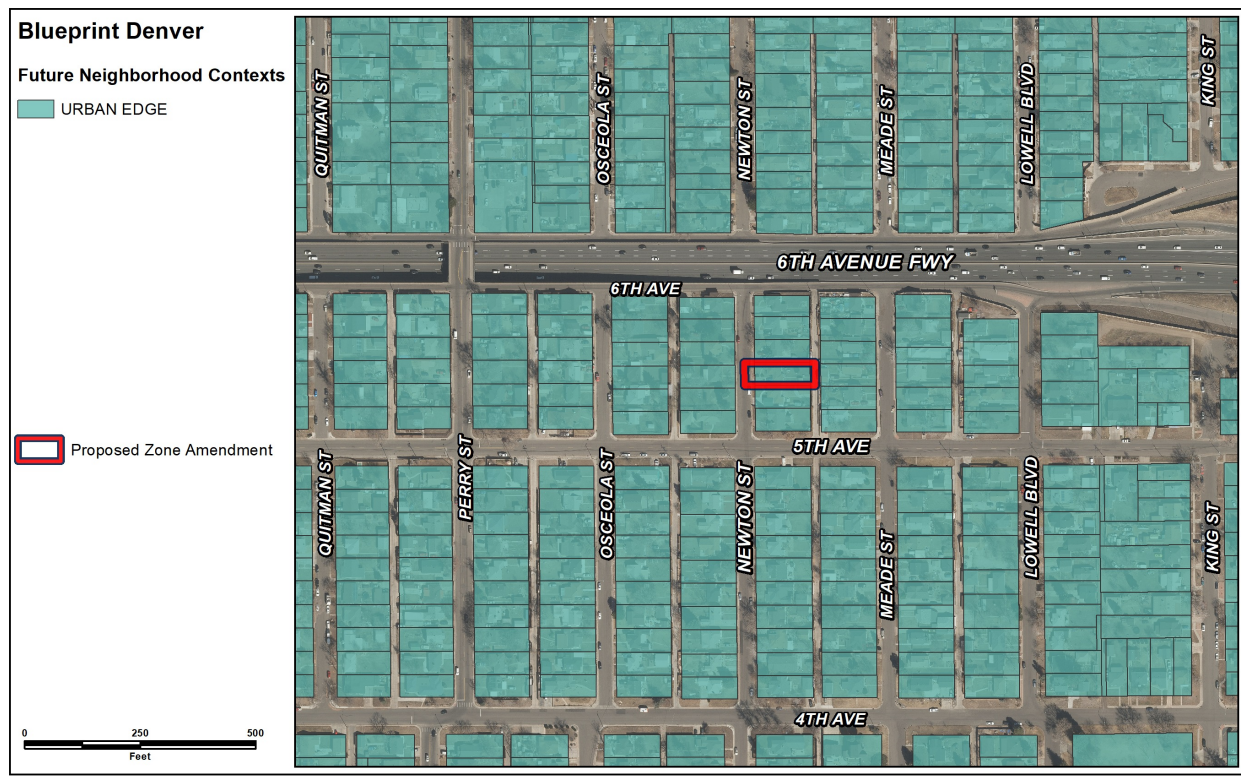 Blueprint Denver
Future Neighborhood Contexts
URBAN EDGE
Proposed Zone Amendment
0 250 500
Feet
QUITMAN ST
OSCEOLA ST
NEWTON ST
MEADE ST
LOWELL BLVD
KING ST
6TH AVENUE FWY
6TH AVE
5TH AVE
QUITMAN ST
PERRY ST
OSCEOLA ST
NEWTON ST
MEADE ST
LOWELL BLVD
KING ST
4TH AVE